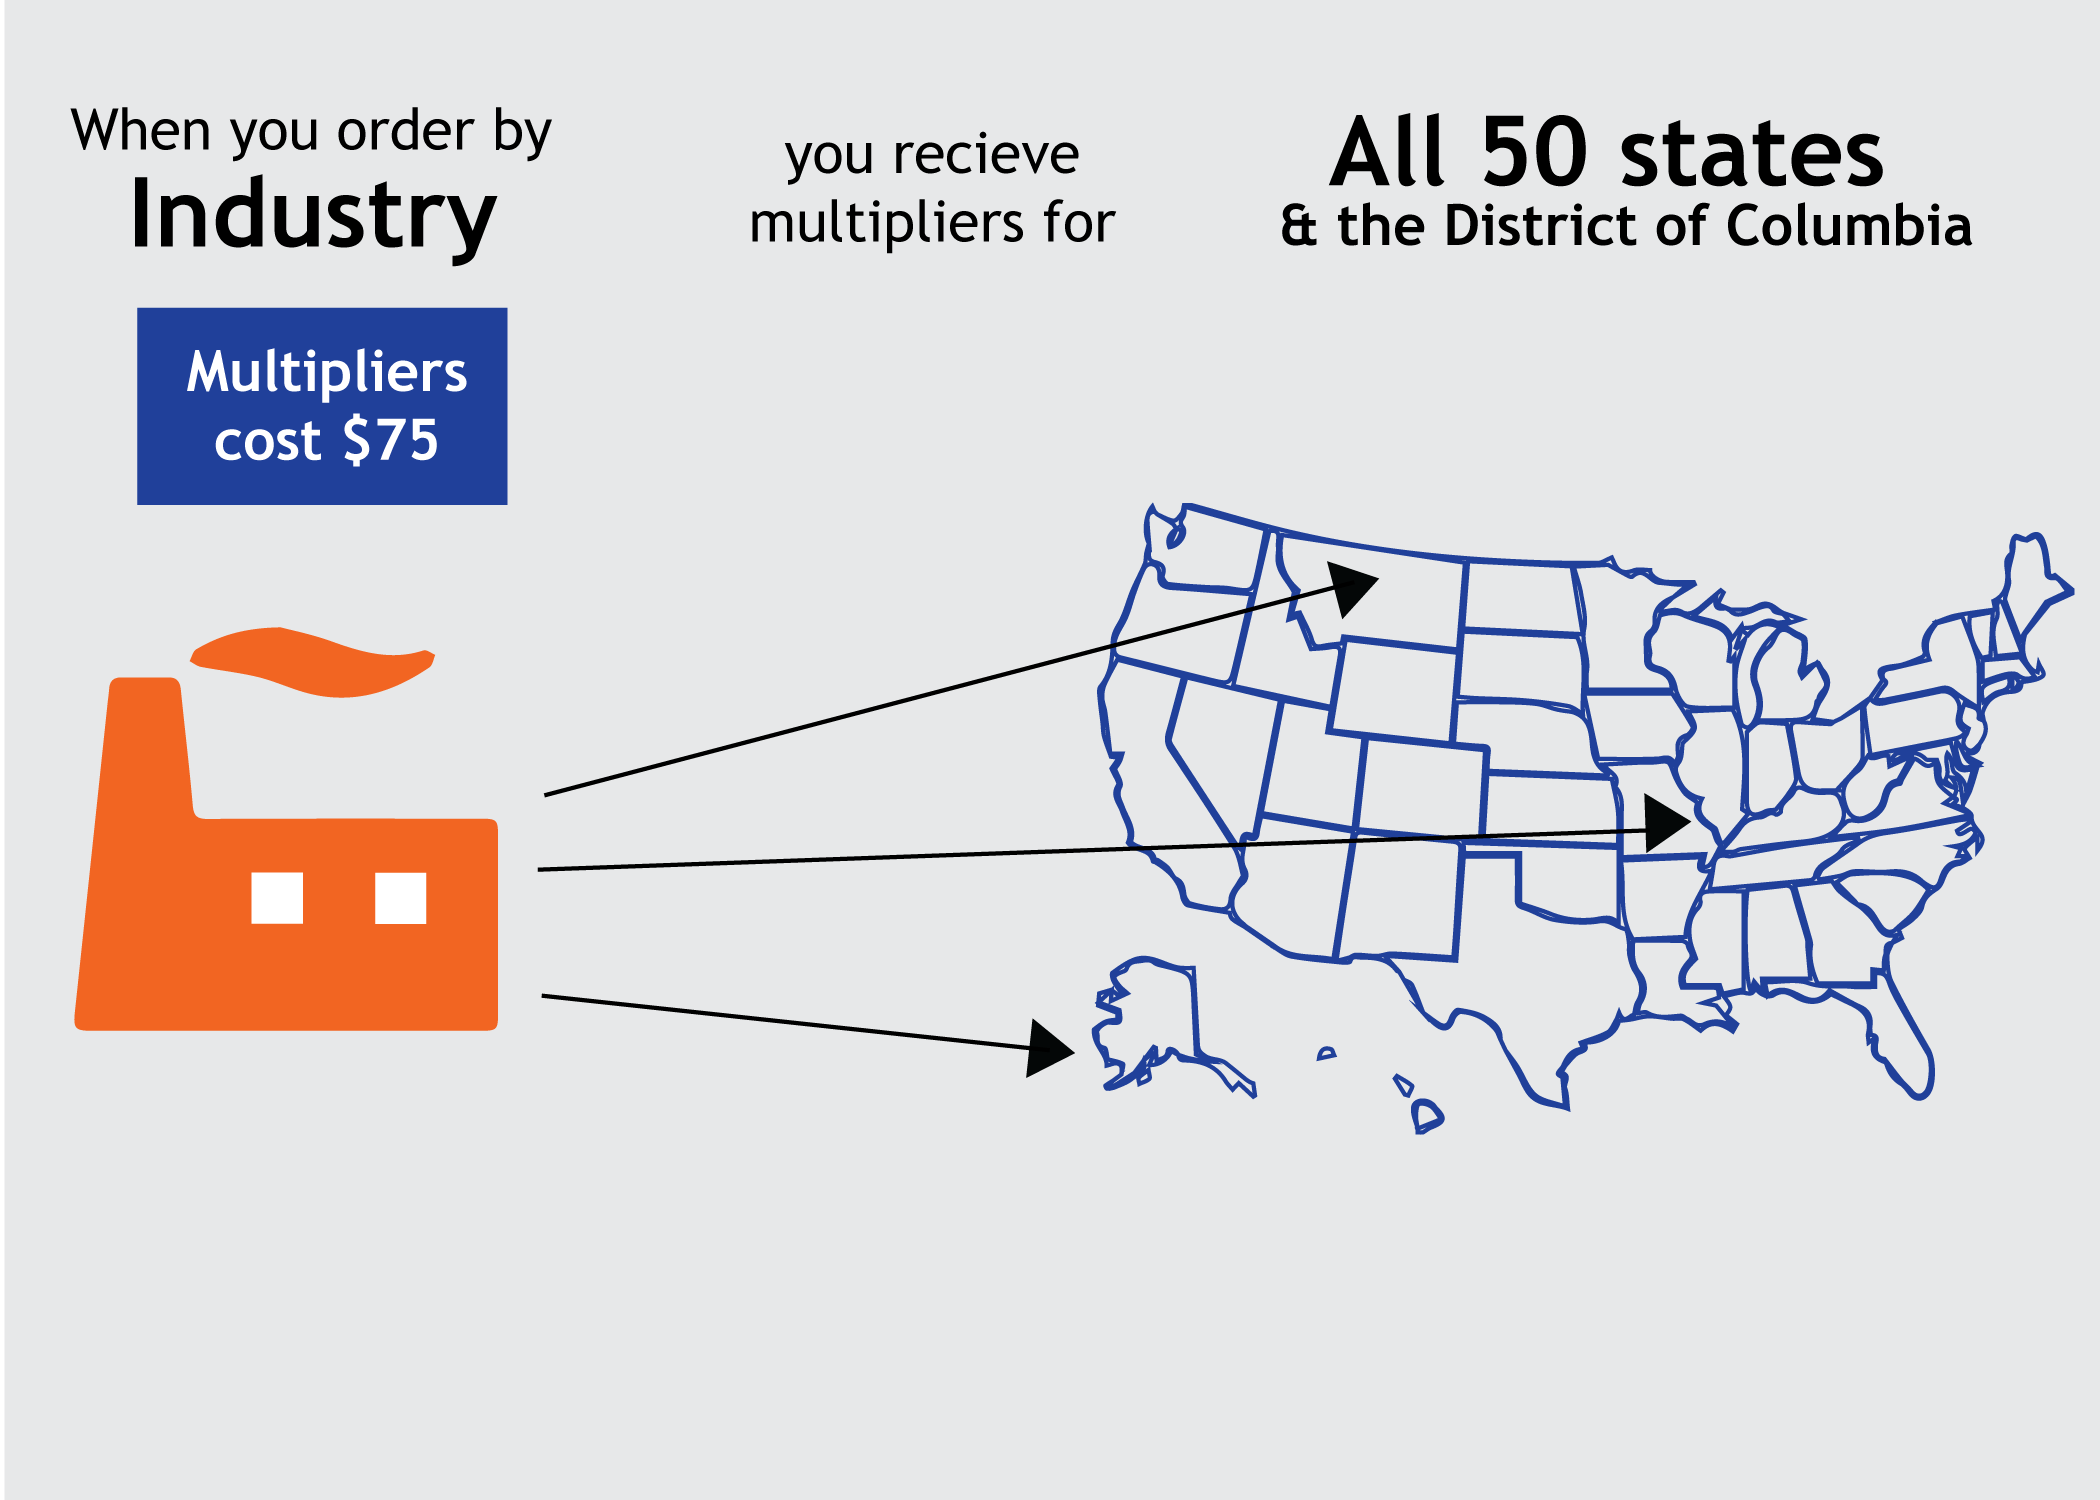 When you order by
Industry
you recieve
multipliers for
All 50 states
& the District of Columbia
Multipliers
cost $75